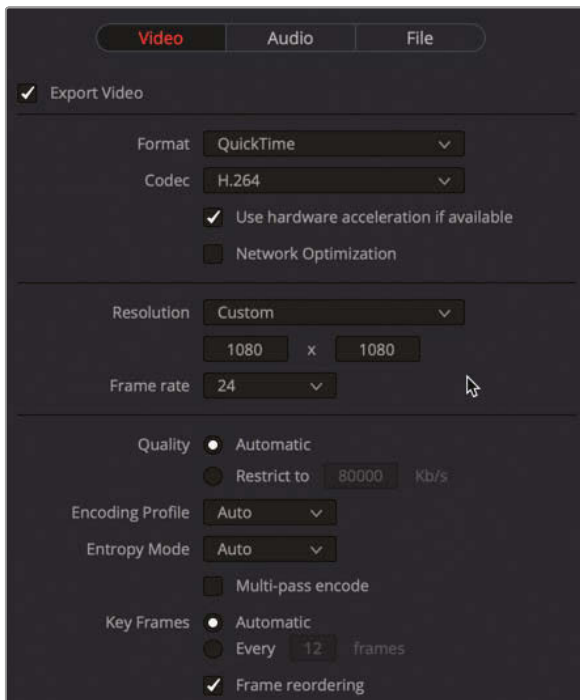 Video Audio File
Export Video
Format QuickTime
Codec H.264
Use hardware acceleration if available
Network Optimization
Resolution Custom
1080 x 1080
Frame rate 24
Quality Automatic
Restrict to 80000 Kb/s
Encoding Profile Auto
Entropy Mode Auto
Multi-pass encode
Key Frames Automatic
Every 12 frames
Frame reordering